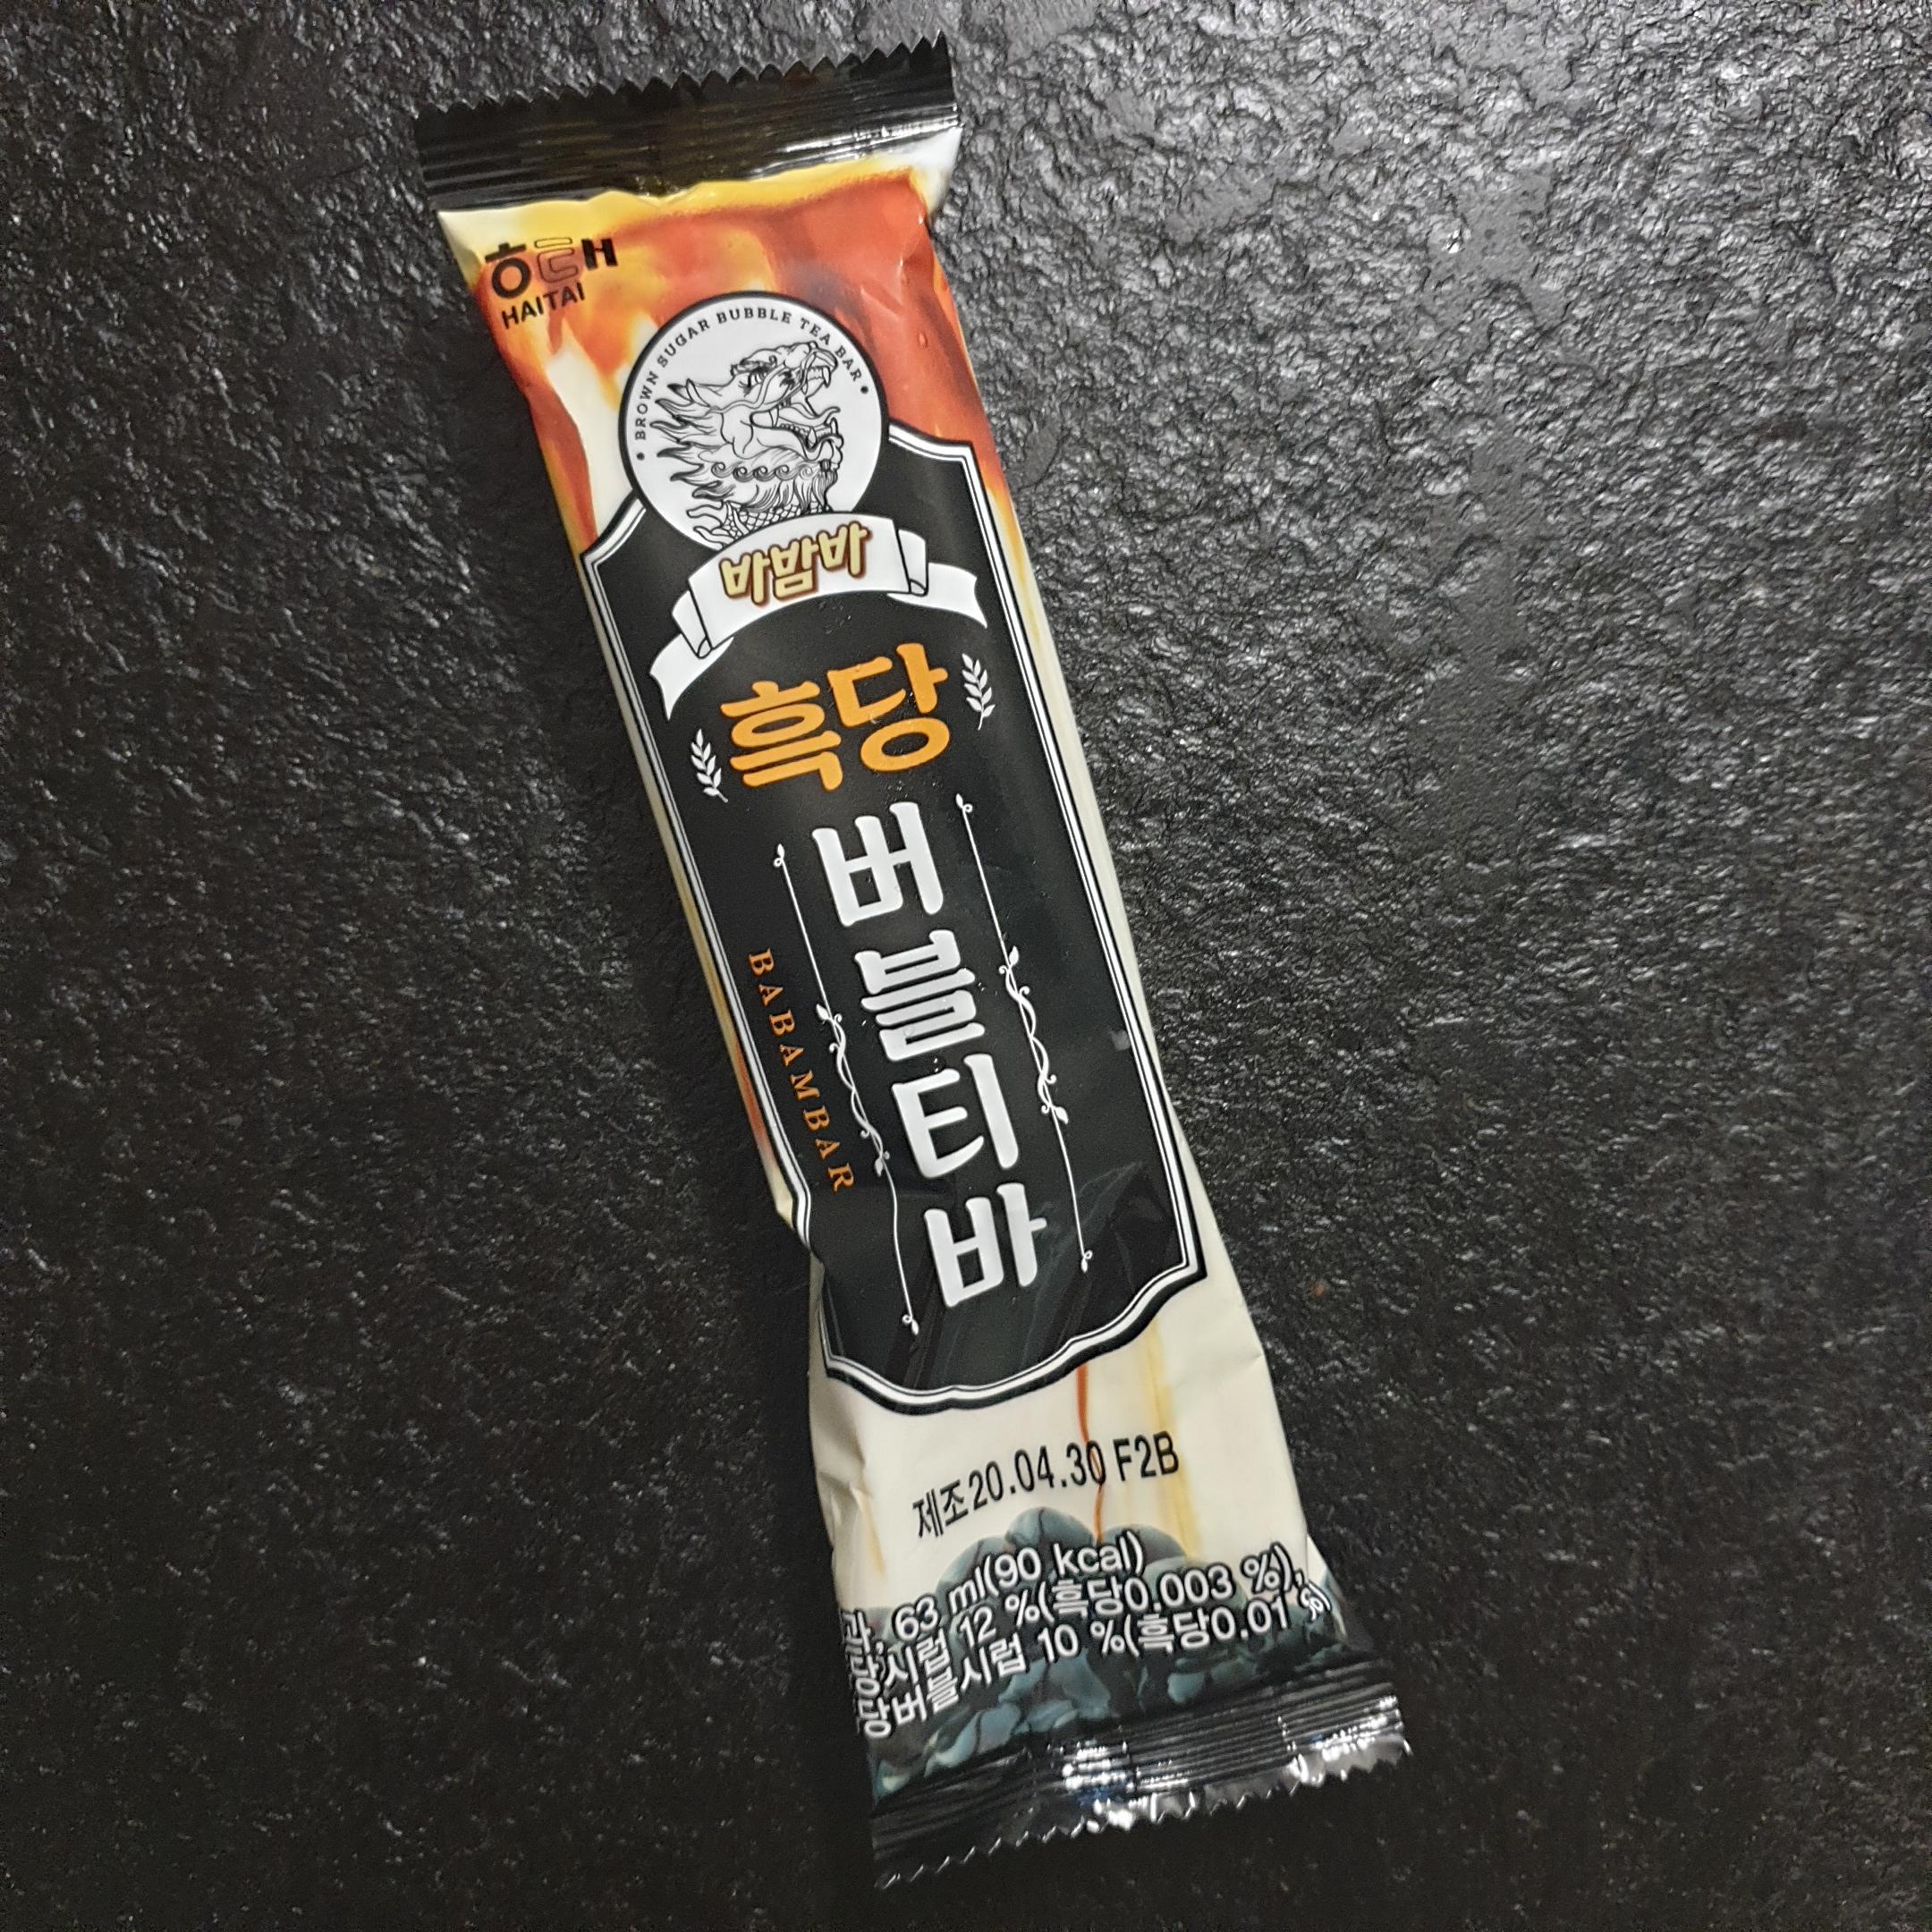 해태
HAITAI
• BROWN SUGAR BUBBLE TEA BAR •
바밤바
흑당
버블티바
BABAMBAR
제조20.04.30 F2B
63 ml(90 kcal)
당시럽 12 %(흑당0.003 %),
당버블시럽 10 %(흑당0.01 %)